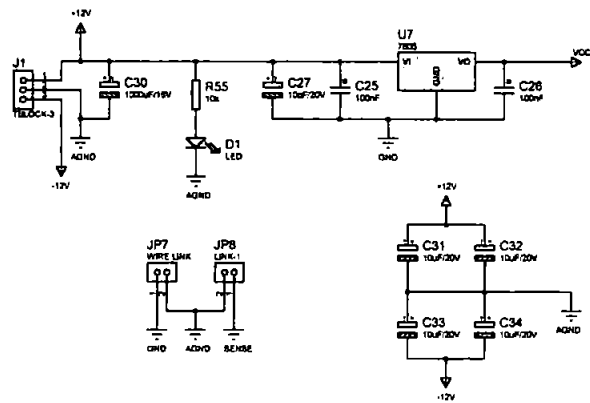 +12V
J1
TBLOCK-3
-12V
AGND
C30
1000uF/16V
R55
10k
D1
LED
AGND
C27
10uF/20V
C25
100nF
GND
U7
7805
VI
VO
GND
C26
100nF
JP7
WIRE LINK
JP8
LINK-1
GND
AGND
SENSE
+12V
C31
10uF/20V
C32
10uF/20V
C33
10uF/20V
C34
10uF/20V
AGND
-12V